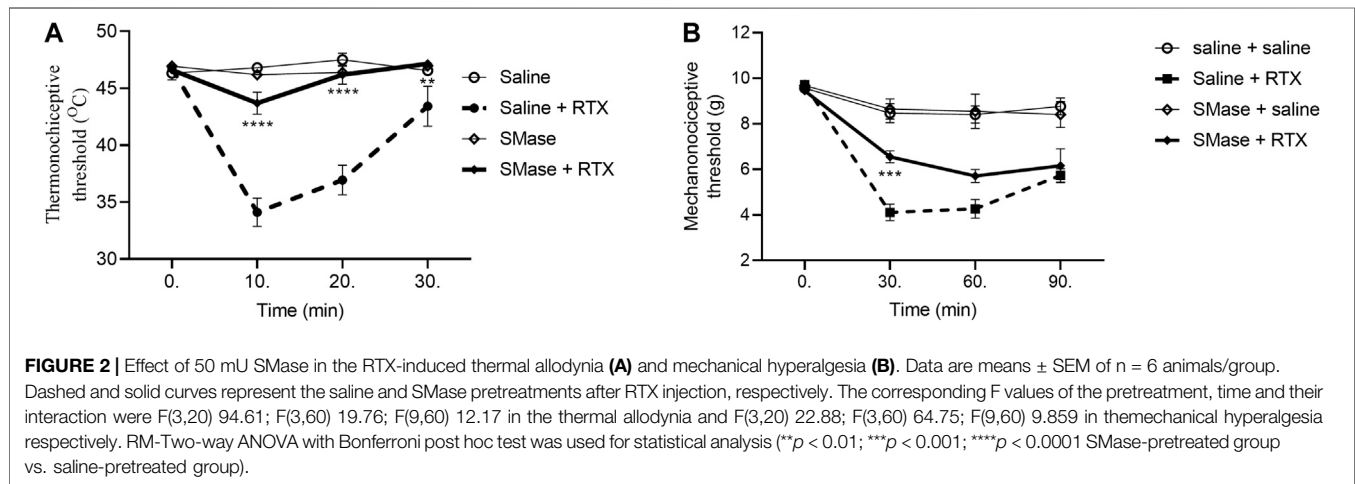 A
50
45
40
35
30
Thermonochiceptive
threshold (°C)
0.
10.
20.
30.
Time (min)
****
****
**
Saline
Saline + RTX
SMase
SMase + RTX
B
12
10
8
6
4
2
Mechanonociceptive
threshold (g)
0.
30.
60.
90.
Time (min)
***
saline + saline
Saline + RTX
SMase + saline
SMase + RTX
FIGURE 2 | Effect of 50 mU SMase in the RTX-induced thermal allodynia (A) and mechanical hyperalgesia (B). Data are means ± SEM of n = 6 animals/group.
Dashed and solid curves represent the saline and SMase pretreatments after RTX injection, respectively. The corresponding F values of the pretreatment, time and their
interaction were F(3,20) 94.61; F(3,60) 19.76; F(9,60) 12.17 in the thermal allodynia and F(3,20) 22.88; F(3,60) 64.75; F(9,60) 9.859 in themechanical hyperalgesia
respectively. RM-Two-way ANOVA with Bonferroni post hoc test was used for statistical analysis (**p < 0.01; ***p < 0.001; ****p < 0.0001 SMase-pretreated group
vs. saline-pretreated group).